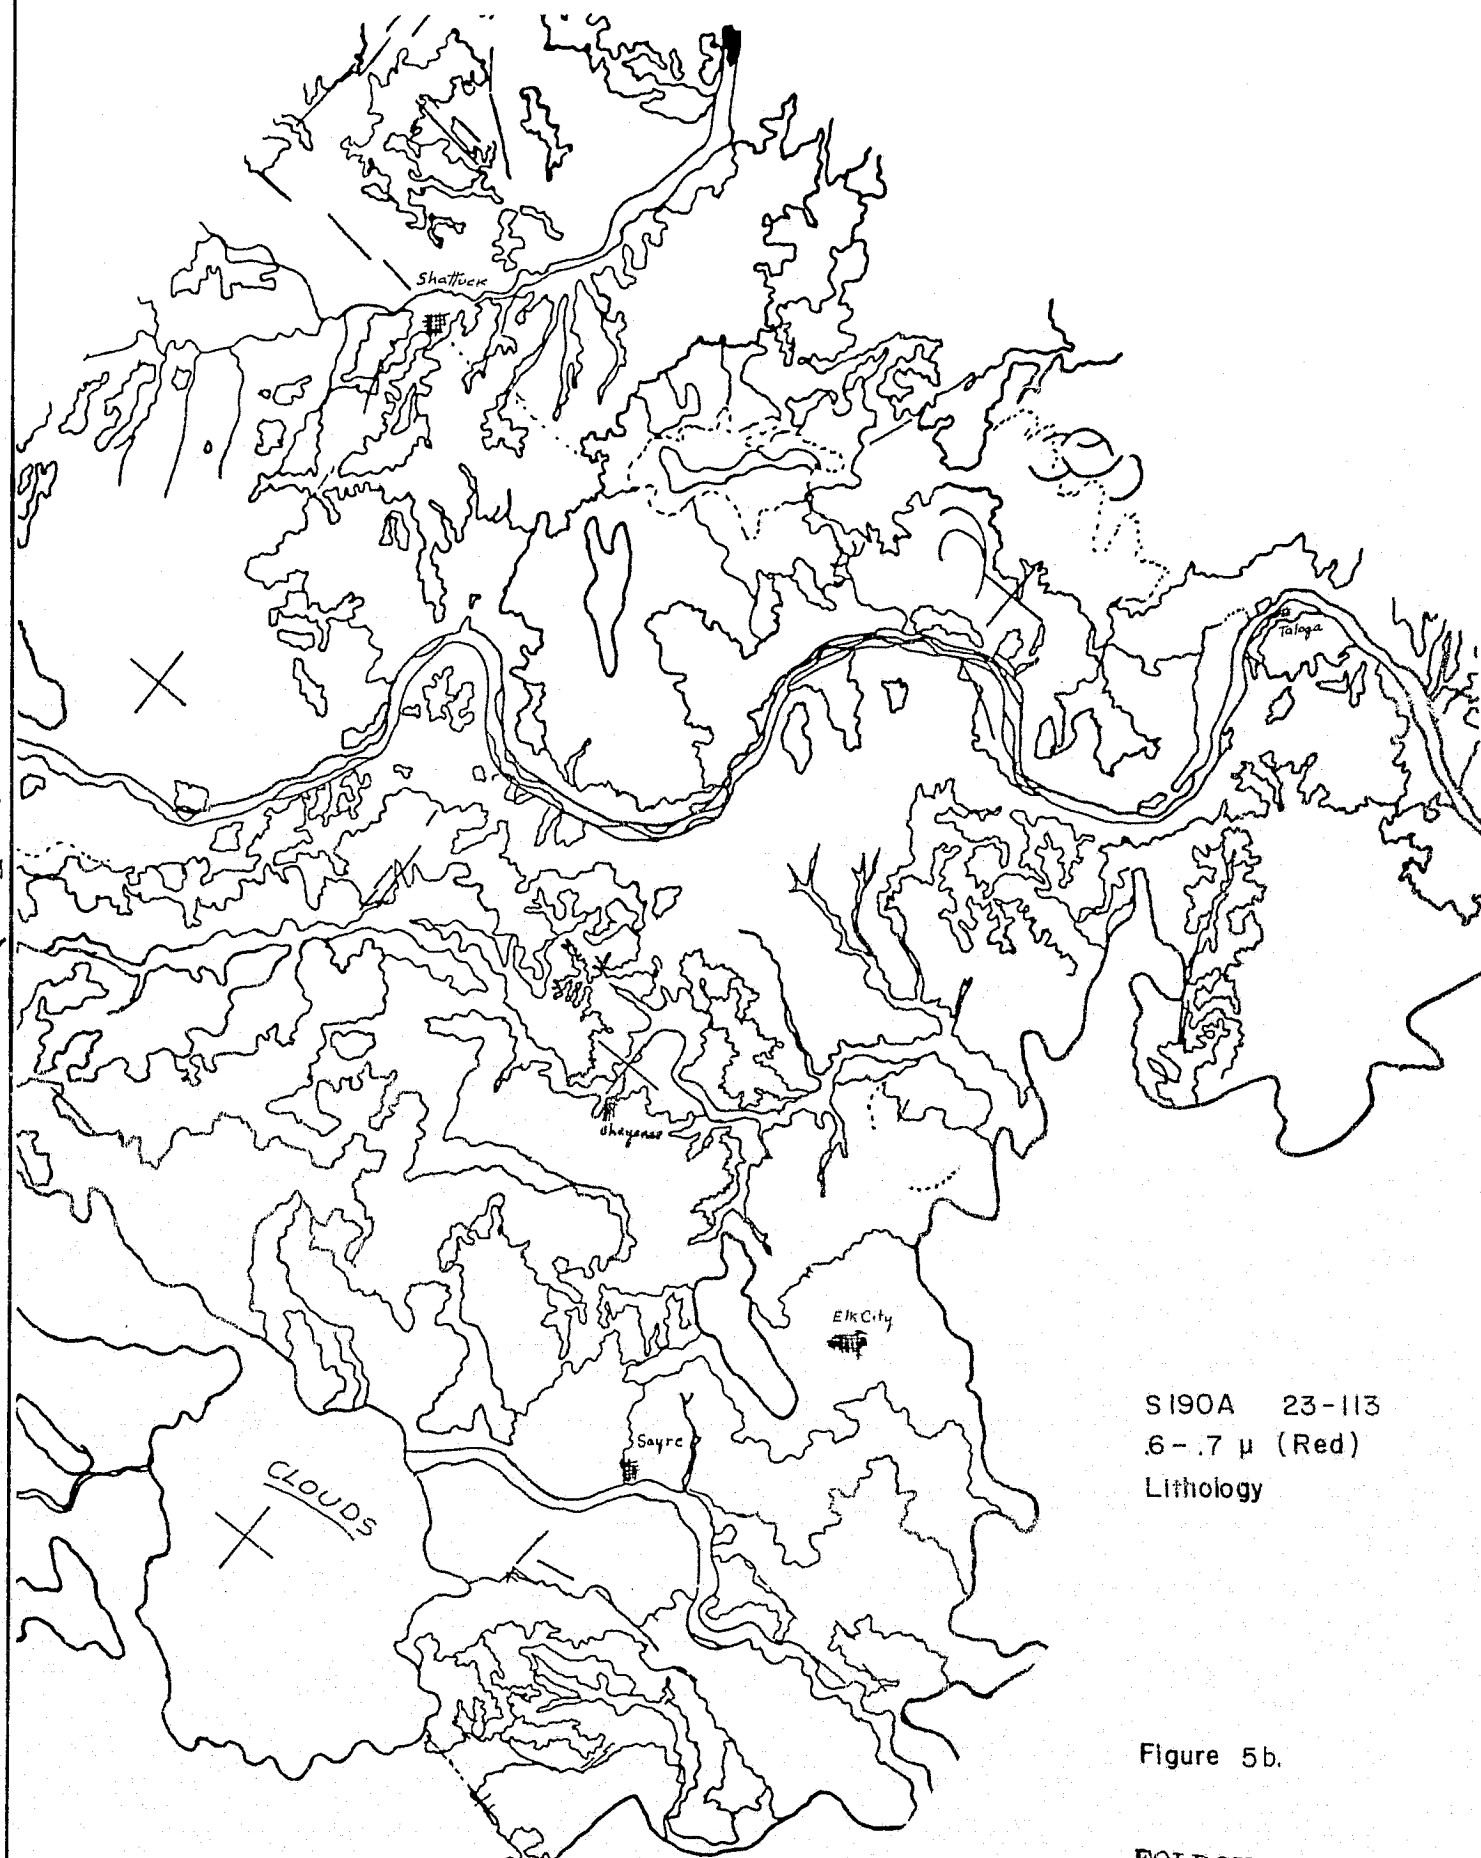 Shattuck
Taloga
Cheyenne
Elk City
Sayre
CLOUDS
S190A 23-113
.6-.7 µ (Red)
Lithology
Figure 5b.